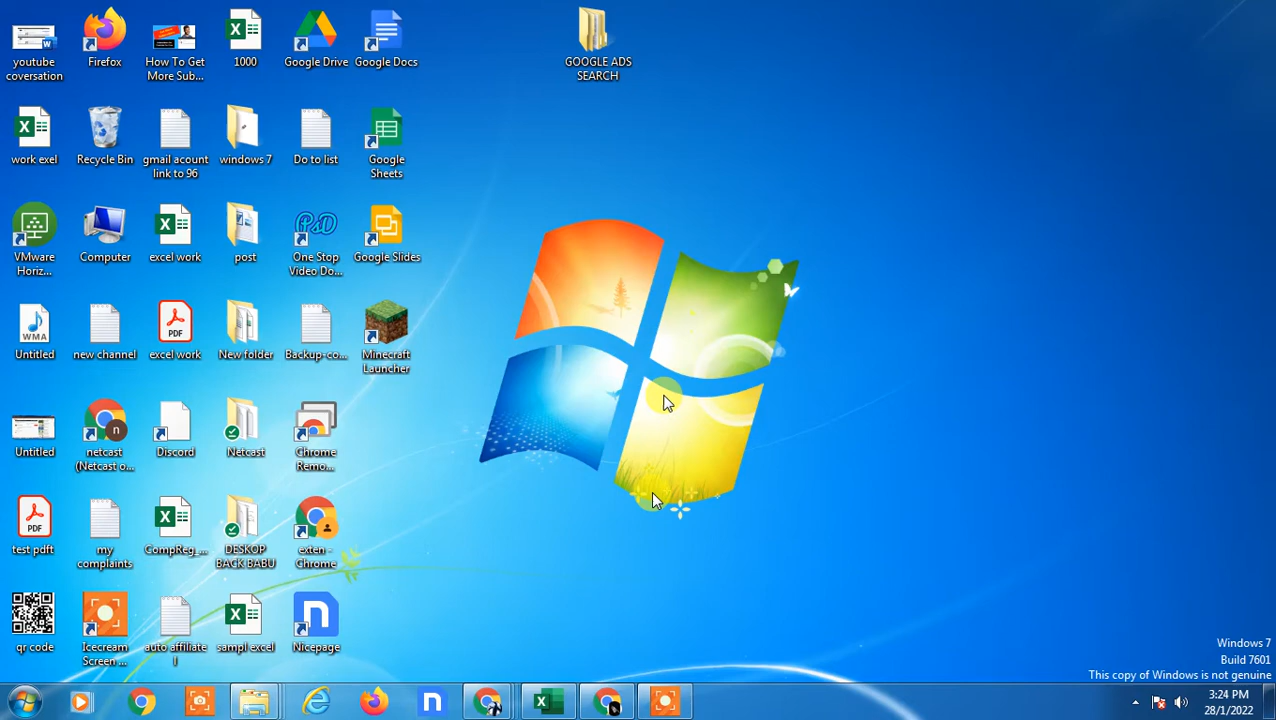 youtube
coversation
Firefox
How To Get
More Sub...
1000
Google Drive
Google Docs
GOOGLE ADS
SEARCH
work exel
Recycle Bin
gmail acount
link to 96
windows 7
Do to list
Google
Sheets
VMware
Horiz...
Computer
excel work
post
PSD
One Stop
Video Do...
Google Slides
WMA
Untitled
new channel
PDF
excel work
New folder
Backup-co...
Minecraft
Launcher
Untitled
n
netcast
(Netcast o...
Discord
Netcast
Chrome
Remo...
PDF
test pdft
my
complaints
CompReg_...
DESKOP
BACK BABU
exten -
Chrome
qr code
Icecream
Screen ...
auto affiliate
l
sampl excel
Nicepage
Windows 7
Build 7601
This copy of Windows is not genuine
3:24 PM
28/1/2022